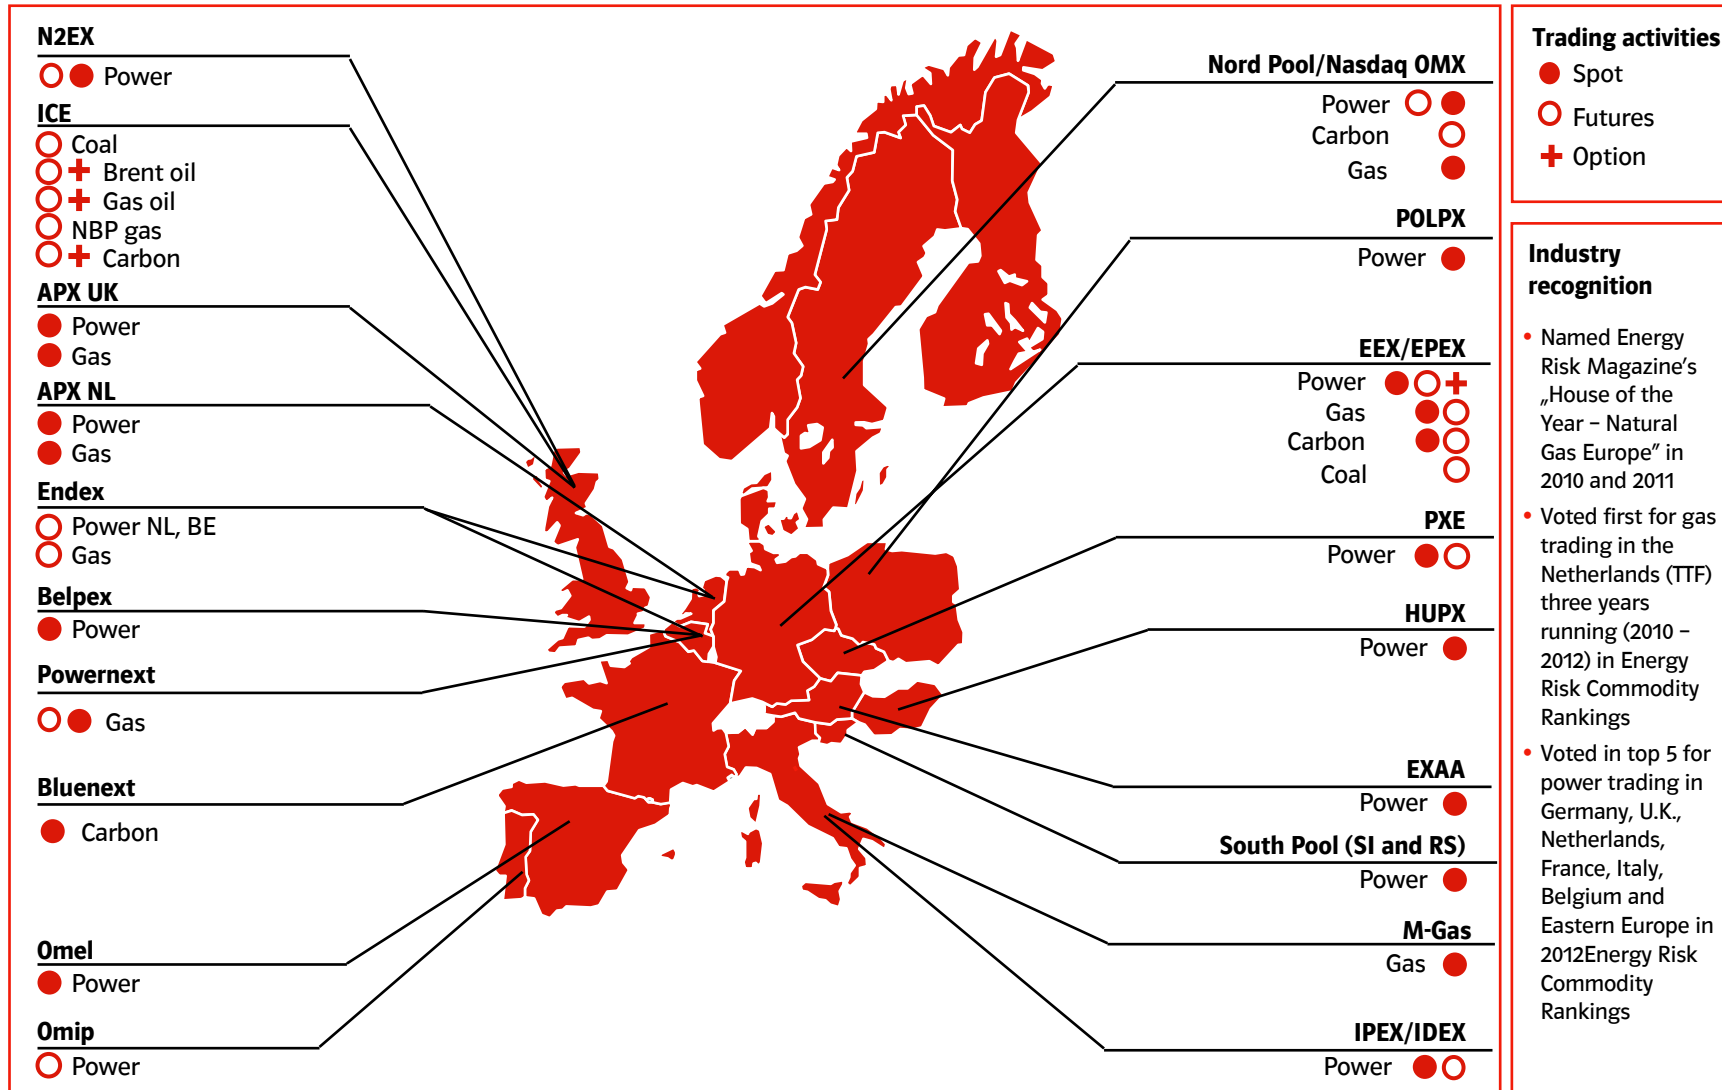 N2EX
Power
ICE
Coal
Brent oil
Gas oil
NBP gas
Carbon
APX UK
Power
Gas
APX NL
Power
Gas
Endex
Power NL, BE
Gas
Belpex
Power
Powernext
Gas
Bluenext
Carbon
Omel
Power
Omip
Power
Nord Pool/Nasdaq OMX
Power
Carbon
Gas
POLPX
Power
EEX/EPEX
Power
Gas
Carbon
Coal
PXE
Power
HUPX
Power
EXAA
Power
South Pool (SI and RS)
Power
M-Gas
Gas
IPEX/IDEX
Power
Trading activities
Spot
Futures
Option
Industry
recognition
• Named Energy
Risk Magazine's
„House of the
Year – Natural
Gas Europe" in
2010 and 2011
• Voted first for gas
trading in the
Netherlands (TTF)
three years
running (2010 –
2012) in Energy
Risk Commodity
Rankings
• Voted in top 5 for
power trading in
Germany, U.K.,
Netherlands,
France, Italy,
Belgium and
Eastern Europe in
2012Energy Risk
Commodity
Rankings